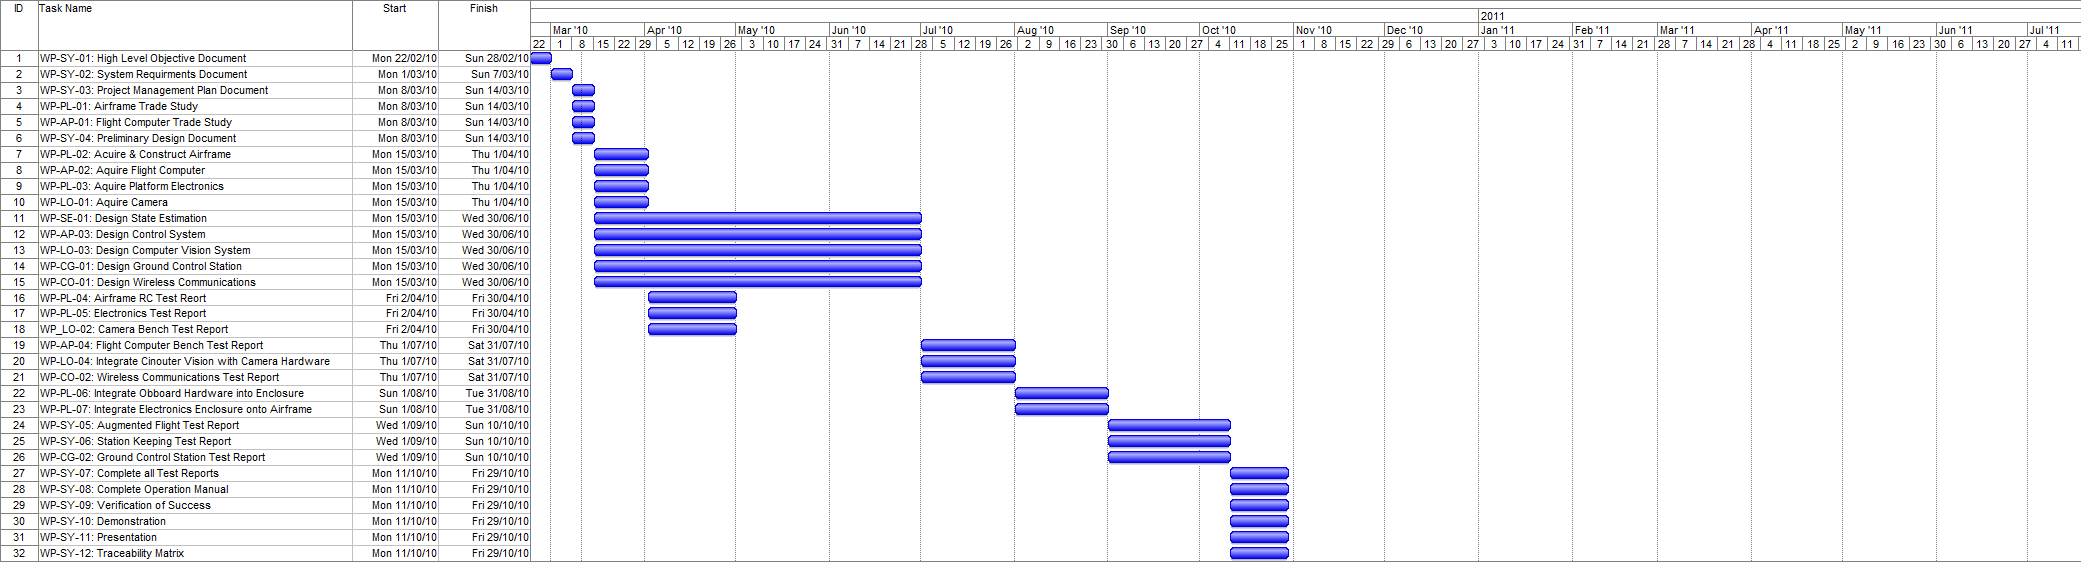 ID Task Name Start Finish
2011
Mar '10 Apr '10 May '10 Jun '10 Jul '10 Aug '10 Sep '10 Oct '10 Nov '10 Dec '10 Jan '11 Feb '11 Mar '11 Apr '11 May '11 Jun '11 Jul '11
22 1 8 15 22 29 5 12 19 26 3 10 17 24 31 7 14 21 28 5 12 19 26 2 9 16 23 30 6 13 20 27 4 11 18 25 1 8 15 22 29 6 13 20 27 3 10 17 24 31 7 14 21 28 7 14 21 28 4 11 18 25 2 9 16 23 30 6 13 20 27 4 11
1 WP-SY-01: High Level Objective Document Mon 22/02/10 Sun 28/02/10
2 WP-SY-02: System Requirments Document Mon 1/03/10 Sun 7/03/10
3 WP-SY-03: Project Management Plan Document Mon 8/03/10 Sun 14/03/10
4 WP-PL-01: Airframe Trade Study Mon 8/03/10 Sun 14/03/10
5 WP-AP-01: Flight Computer Trade Study Mon 8/03/10 Sun 14/03/10
6 WP-SY-04: Preliminary Design Document Mon 8/03/10 Sun 14/03/10
7 WP-PL-02: Acuire & Construct Airframe Mon 15/03/10 Thu 1/04/10
8 WP-AP-02: Aquire Flight Computer Mon 15/03/10 Thu 1/04/10
9 WP-PL-03: Aquire Platform Electronics Mon 15/03/10 Thu 1/04/10
10 WP-LO-01: Aquire Camera Mon 15/03/10 Thu 1/04/10
11 WP-SE-01: Design State Estimation Mon 15/03/10 Wed 30/06/10
12 WP-AP-03: Design Control System Mon 15/03/10 Wed 30/06/10
13 WP-LO-03: Design Computer Vision System Mon 15/03/10 Wed 30/06/10
14 WP-CG-01: Design Ground Control Station Mon 15/03/10 Wed 30/06/10
15 WP-CO-01: Design Wireless Communications Mon 15/03/10 Wed 30/06/10
16 WP-PL-04: Airframe RC Test Reort Fri 2/04/10 Fri 30/04/10
17 WP-PL-05: Electronics Test Report Fri 2/04/10 Fri 30/04/10
18 WP_LO-02: Camera Bench Test Report Fri 2/04/10 Fri 30/04/10
19 WP-AP-04: Flight Computer Bench Test Report Thu 1/07/10 Sat 31/07/10
20 WP-LO-04: Integrate Cinouter Vision with Camera Hardware Thu 1/07/10 Sat 31/07/10
21 WP-CO-02: Wireless Communications Test Report Thu 1/07/10 Sat 31/07/10
22 WP-PL-06: Integrate Obboard Hardware into Enclosure Sun 1/08/10 Tue 31/08/10
23 WP-PL-07: Integrate Electronics Enclosure onto Airframe Sun 1/08/10 Tue 31/08/10
24 WP-SY-05: Augmented Flight Test Report Wed 1/09/10 Sun 10/10/10
25 WP-SY-06: Station Keeping Test Report Wed 1/09/10 Sun 10/10/10
26 WP-CG-02: Ground Control Station Test Report Wed 1/09/10 Sun 10/10/10
27 WP-SY-07: Complete all Test Reports Mon 11/10/10 Fri 29/10/10
28 WP-SY-08: Complete Operation Manual Mon 11/10/10 Fri 29/10/10
29 WP-SY-09: Verification of Success Mon 11/10/10 Fri 29/10/10
30 WP-SY-10: Demonstration Mon 11/10/10 Fri 29/10/10
31 WP-SY-11: Presentation Mon 11/10/10 Fri 29/10/10
32 WP-SY-12: Traceability Matrix Mon 11/10/10 Fri 29/10/10